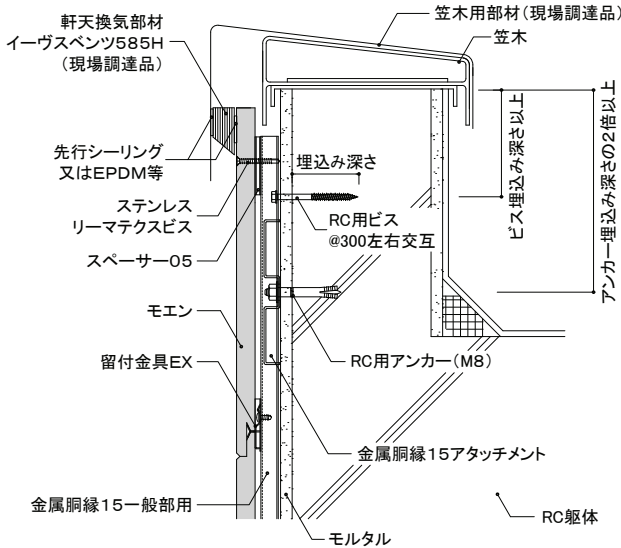 軒天換気部材
イーヴスベンツ585H
(現場調達品)
笠木用部材(現場調達品)
笠木
先行シーリング
又はEPDM等
埋込み深さ
ステンレス
リーマテクスビス
RC用ビス
@300左右交互
スペーサー05
ビス埋込み深さ以上
アンカー埋込み深さの2倍以上
モエン
留付金具EX
RC用アンカー(M8)
金属胴縁15アタッチメント
金属胴縁15一般部用
モルタル
RC躯体